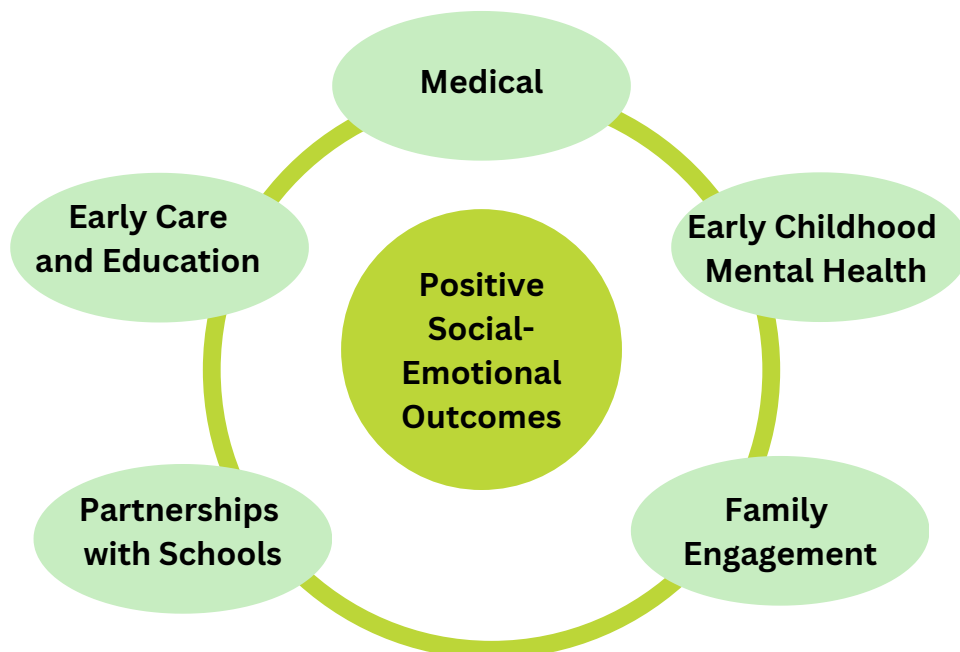 Medical
Early Care
and Education
Early Childhood
Mental Health
Positive
Social-
Emotional
Outcomes
Partnerships
with Schools
Family
Engagement